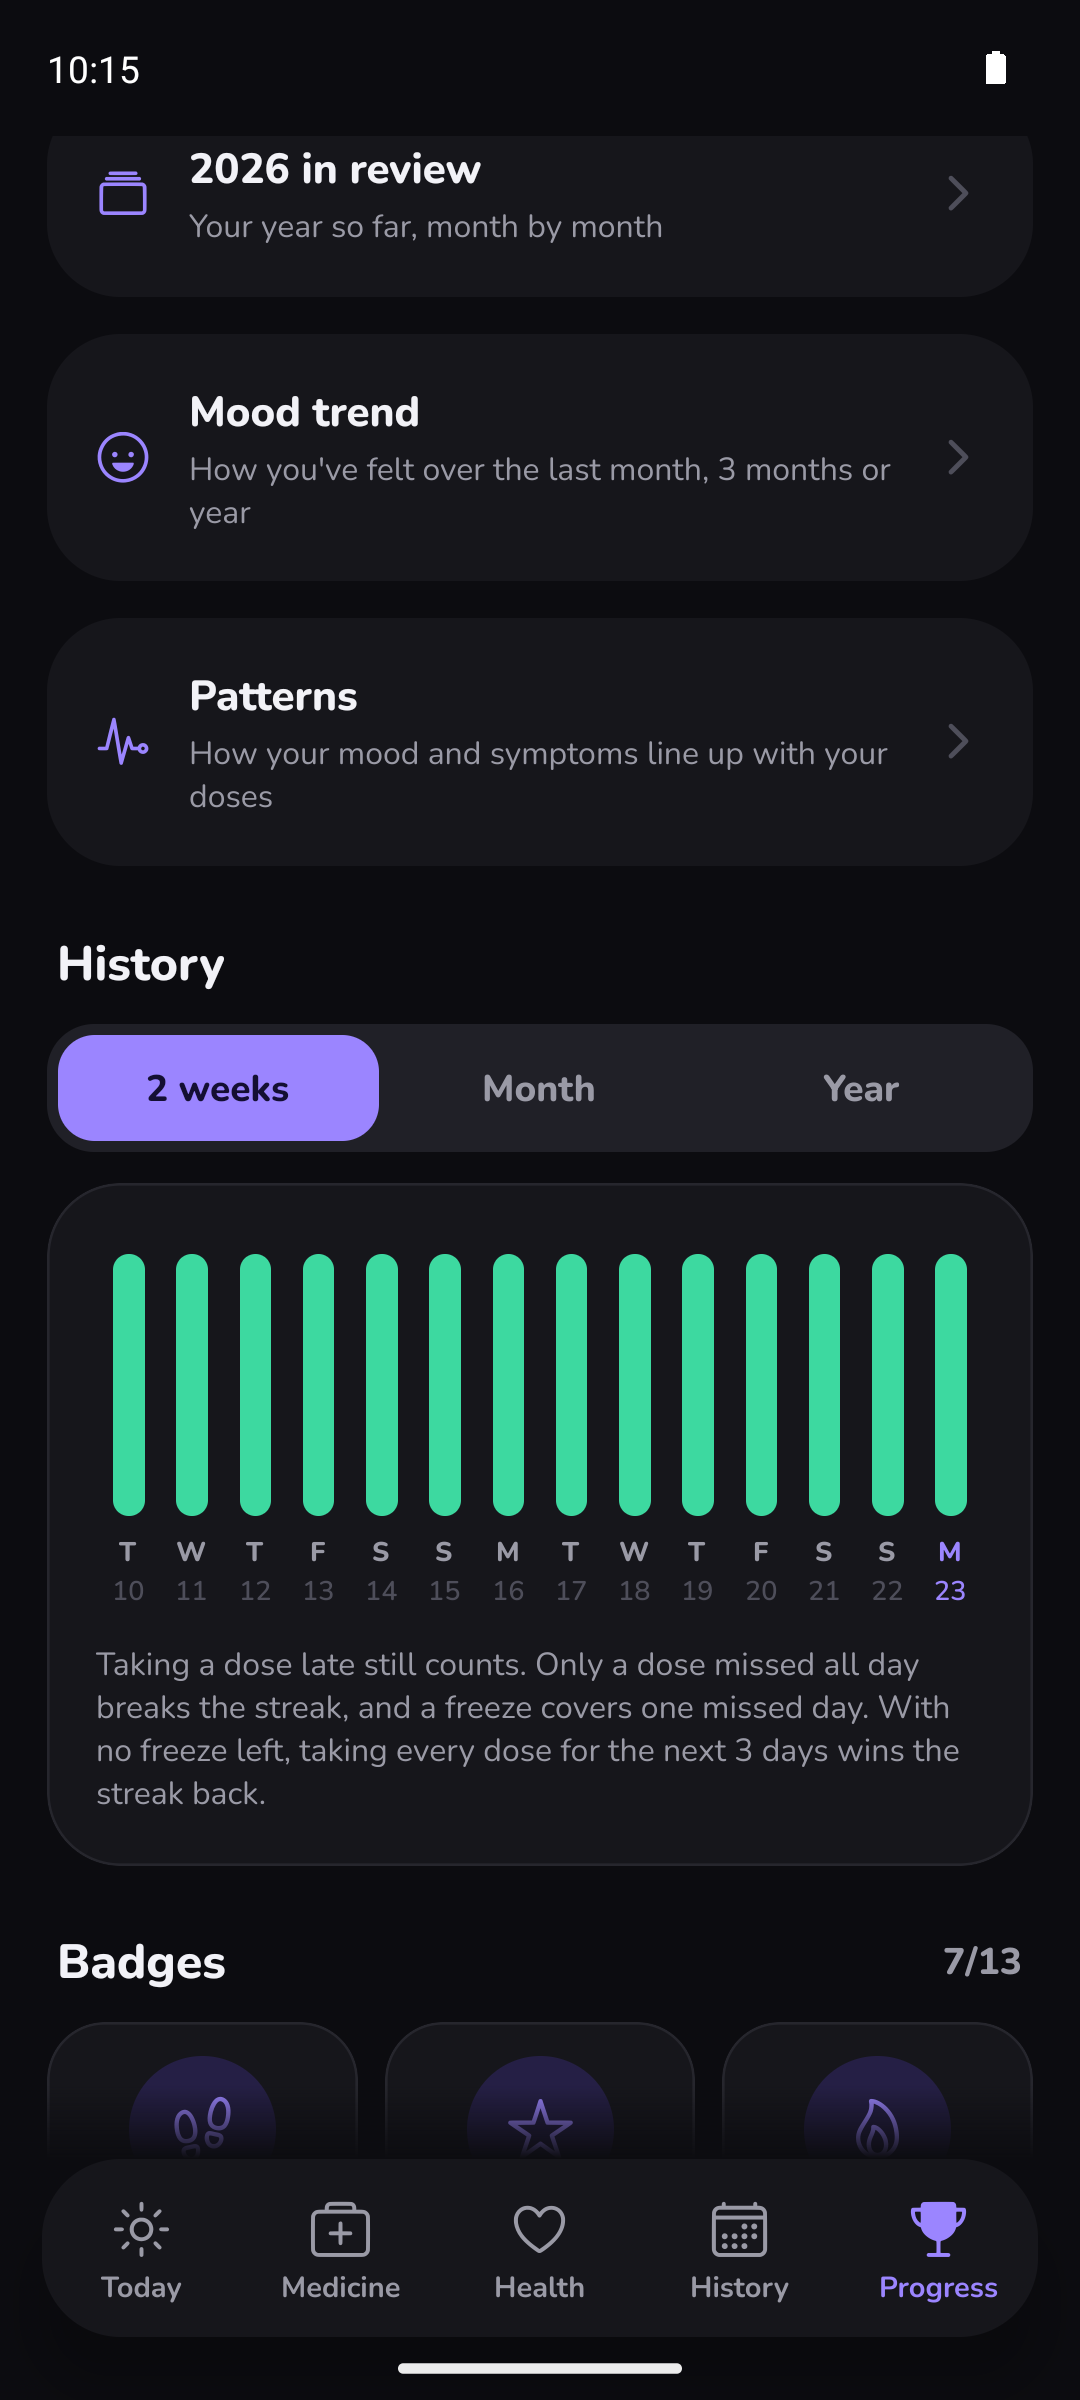 10:15
2026 in review
Your year so far, month by month
Mood trend
How you've felt over the last month, 3 months or
year
Patterns
How your mood and symptoms line up with your
doses
History
2 weeks Month Year
T W T F S S M T W T F S S M
10 11 12 13 14 15 16 17 18 19 20 21 22 23
Taking a dose late still counts. Only a dose missed all day
breaks the streak, and a freeze covers one missed day. With
no freeze left, taking every dose for the next 3 days wins the
streak back.
Badges 7/13
Today Medicine Health History Progress